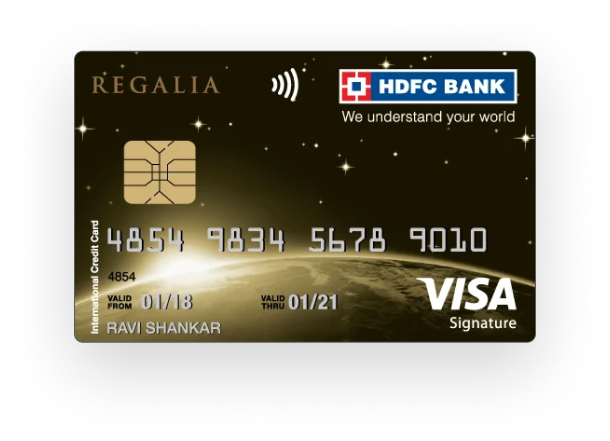 REGALIA
HDFC BANK
We understand your world
International Credit Card
4854 9834 5678 9010
4854
VALID FROM 01/18 VALID THRU 01/21
RAVI SHANKAR
VISA
Signature